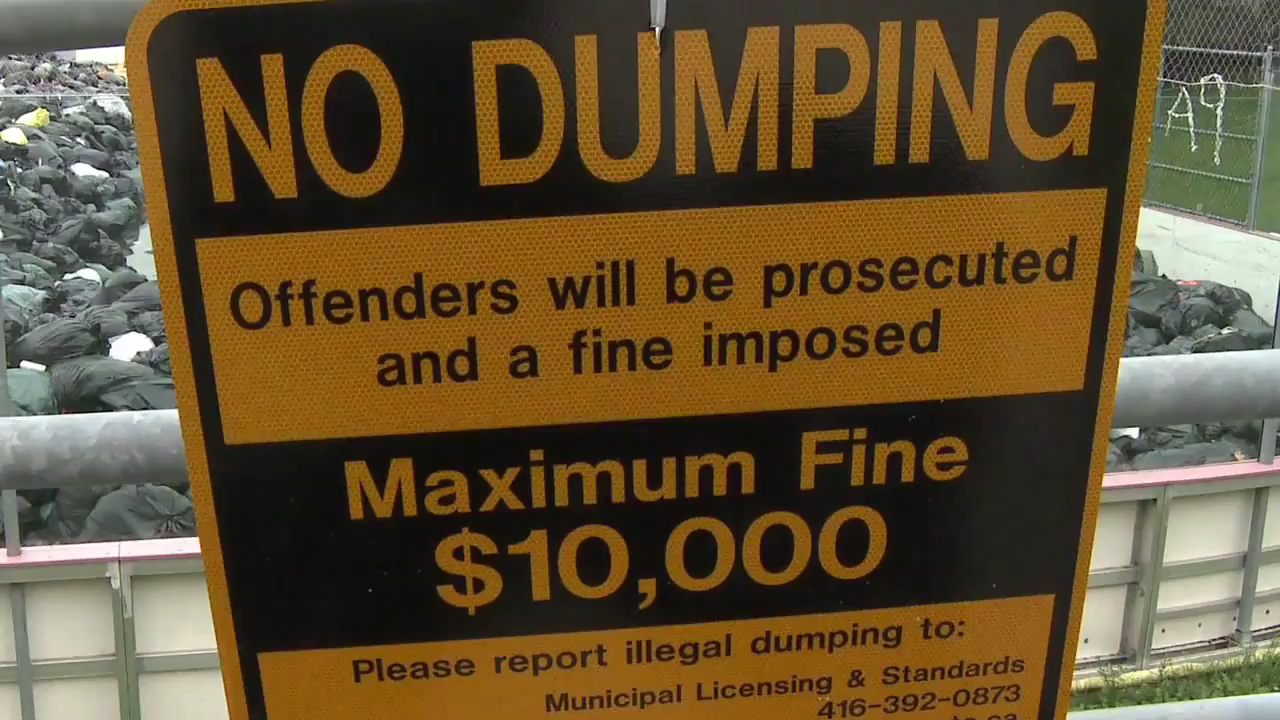 NO DUMPING
Offenders will be prosecuted
and a fine imposed
Maximum Fine
$10,000
Please report illegal dumping to:
Municipal Licensing & Standards
416-392-0873